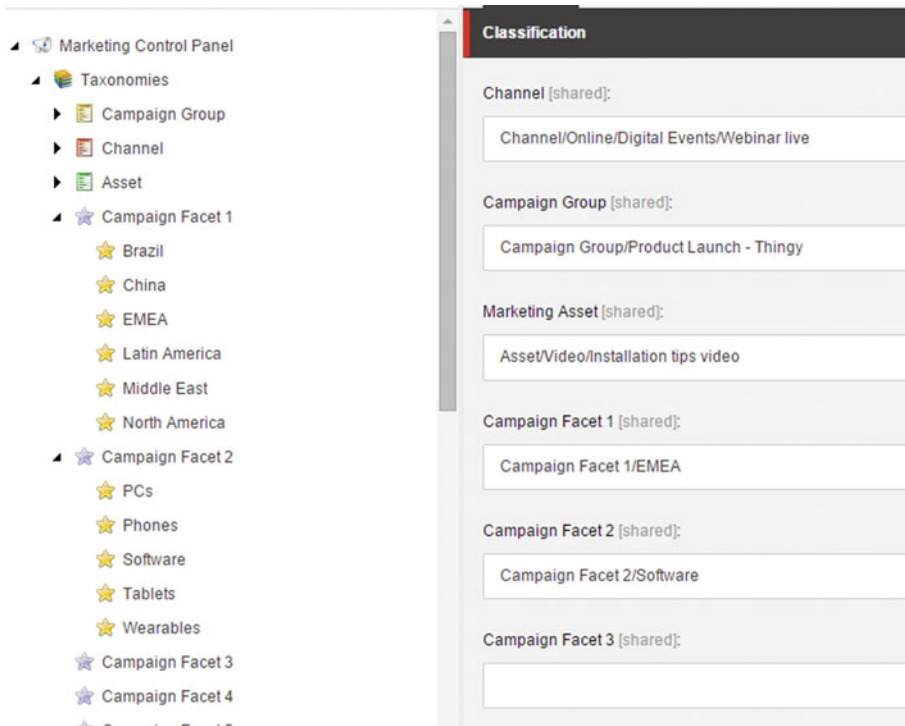 Marketing Control Panel
Taxonomies
Campaign Group
Channel
Asset
Campaign Facet 1
Brazil
China
EMEA
Latin America
Middle East
North America
Campaign Facet 2
PCs
Phones
Software
Tablets
Wearables
Campaign Facet 3
Campaign Facet 4
Classification
Channel [shared]:
Channel/Online/Digital Events/Webinar live
Campaign Group [shared]:
Campaign Group/Product Launch - Thingy
Marketing Asset [shared]:
Asset/Video/Installation tips video
Campaign Facet 1 [shared]:
Campaign Facet 1/EMEA
Campaign Facet 2 [shared]:
Campaign Facet 2/Software
Campaign Facet 3 [shared]: